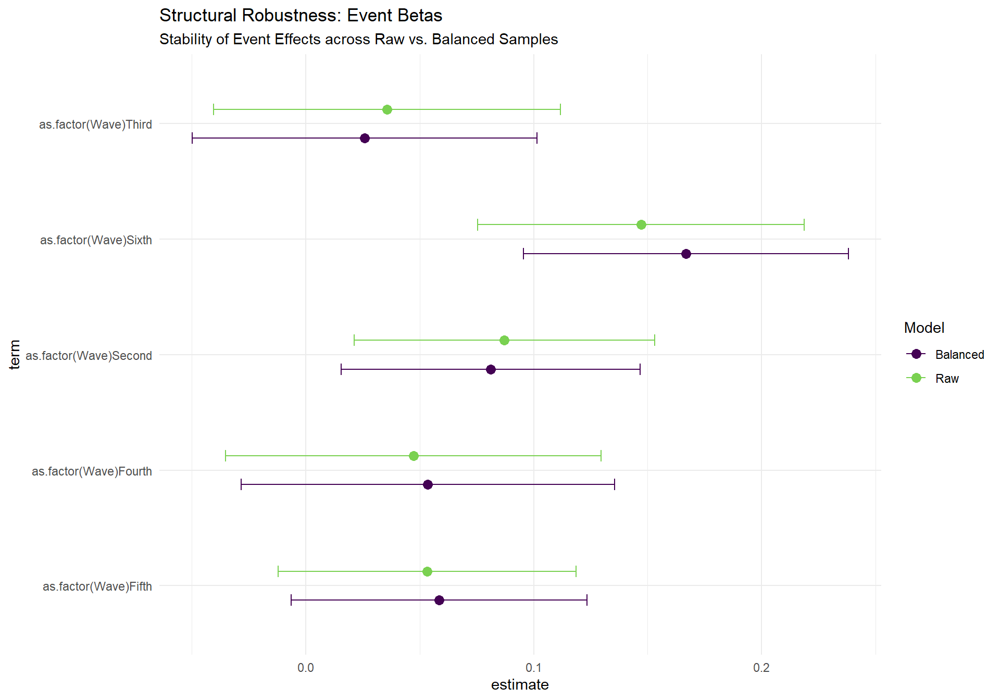 Structural Robustness: Event Betas
Stability of Event Effects across Raw vs. Balanced Samples
as.factor(Wave)Third
as.factor(Wave)Sixth
as.factor(Wave)Second
as.factor(Wave)Fourth
as.factor(Wave)Fifth
term
0.0 0.1 0.2
estimate
Model
Balanced
Raw